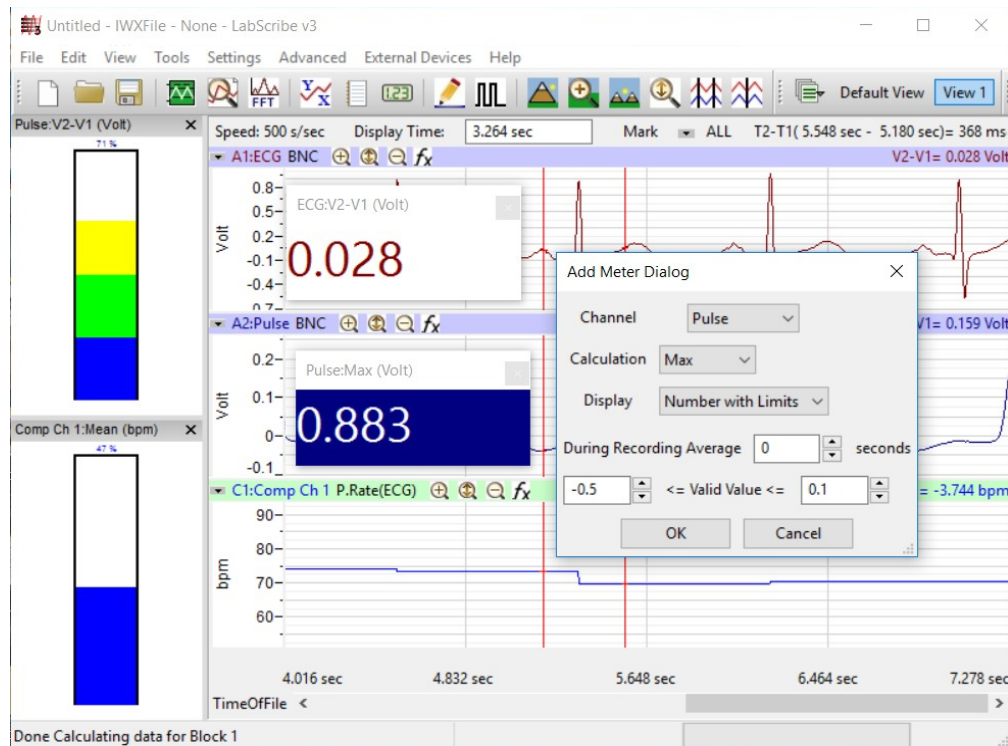 Untitled - IWXFile - None - LabScribe v3
File Edit View Tools Settings Advanced External Devices Help
FFT
Y X
123
Default View View 1
Pulse:V2-V1 (Volt)
71 %
Speed: 500 s/sec Display Time: 3.264 sec Mark ALL T2-T1( 5.548 sec - 5.180 sec)= 368 ms
A1:ECG BNC fx V2-V1= 0.028 Volt
Volt
0.8
0.5
0.2
-0.1
-0.4
ECG:V2-V1 (Volt)
0.028
A2:Pulse BNC fx V1= 0.159 Volt
Volt
0.2
0.1
0
-0.1
Pulse:Max (Volt)
0.883
Add Meter Dialog
Channel Pulse
Calculation Max
Display Number with Limits
During Recording Average 0 seconds
-0.5 <= Valid Value <= 0.1
OK Cancel
Comp Ch 1:Mean (bpm)
47 %
C1:Comp Ch 1 P.Rate(ECG) fx = -3.744 bpm
bpm
90
80
70
60
4.016 sec 4.832 sec 5.648 sec 6.464 sec 7.278 sec
TimeOfFile
Done Calculating data for Block 1